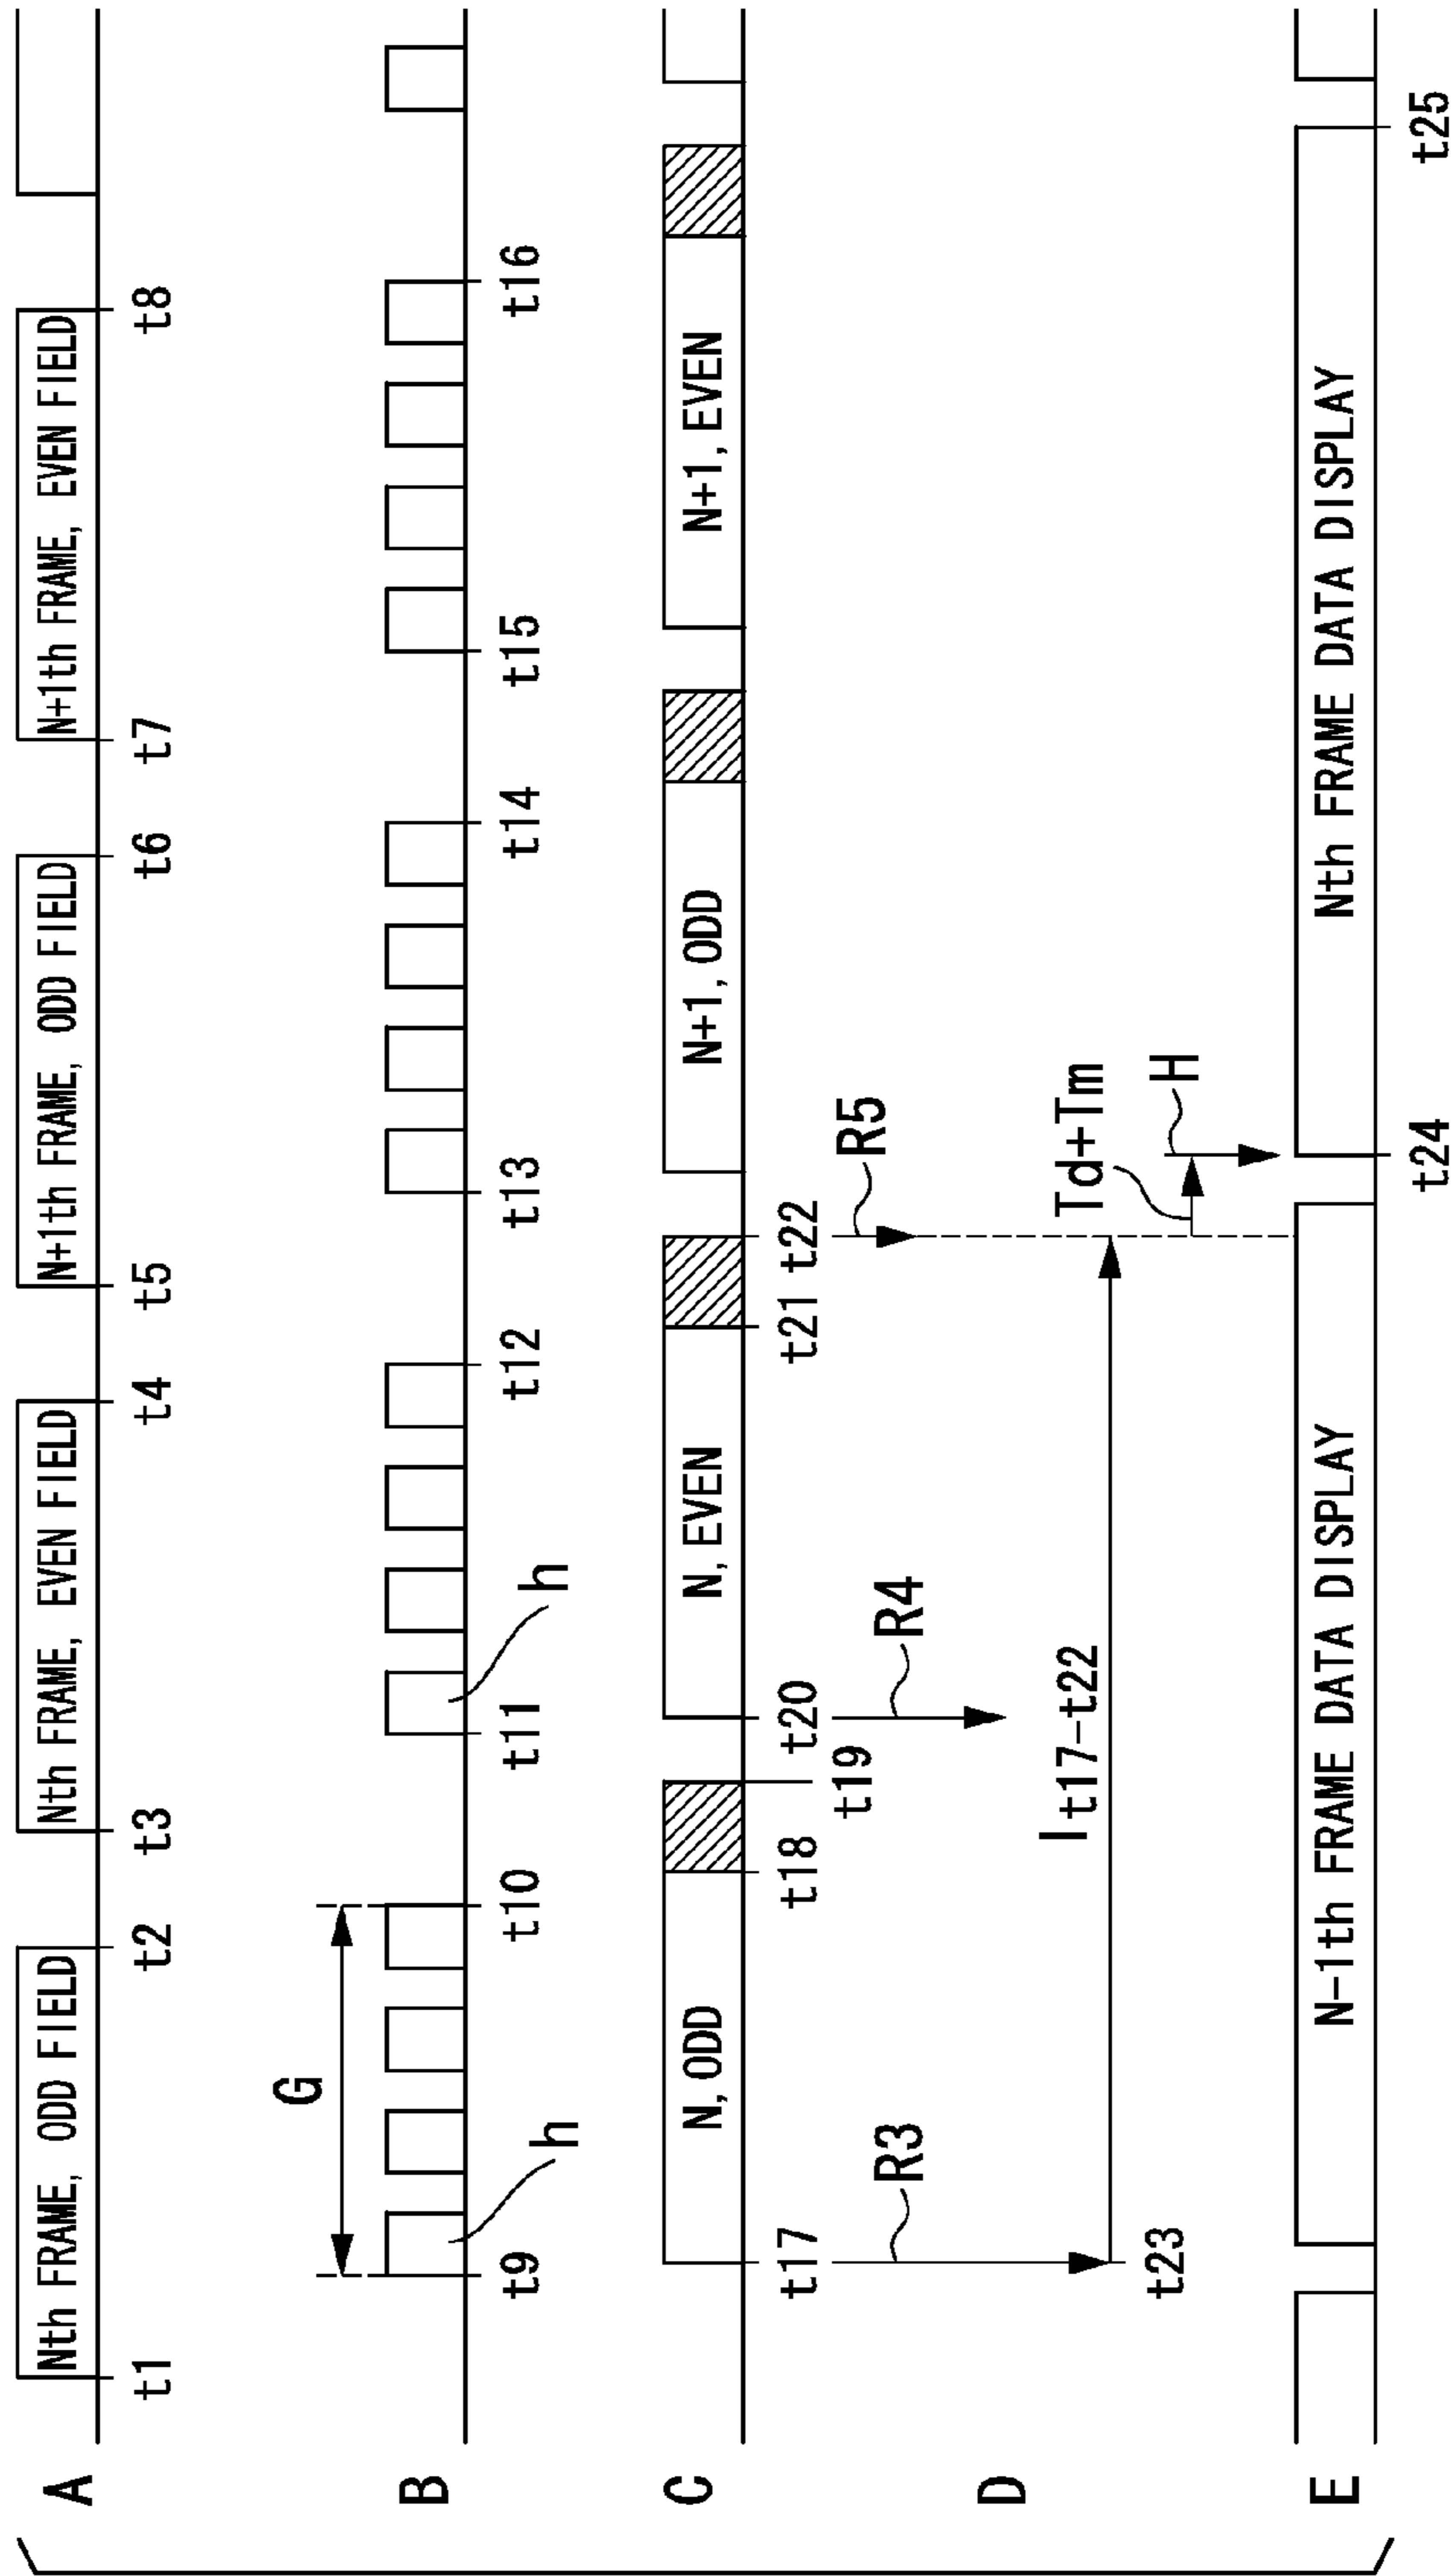 A
Nth FRAME, ODD FIELD
Nth FRAME, EVEN FIELD
N+1th FRAME, ODD FIELD
N+1th FRAME, EVEN FIELD
t1 t2 t3 t4 t5 t6 t7 t8
G
B
h h
t9 t10 t11 t12 t13 t14 t15 t16
C
N, ODD
N, EVEN
N+1, ODD
N+1, EVEN
t17 t18 t20 t21 t22
t19
R5
R3 R4
D
It17-t22
Td+Tm
t23
H
E
N-1th FRAME DATA DISPLAY
Nth FRAME DATA DISPLAY
t24 t25